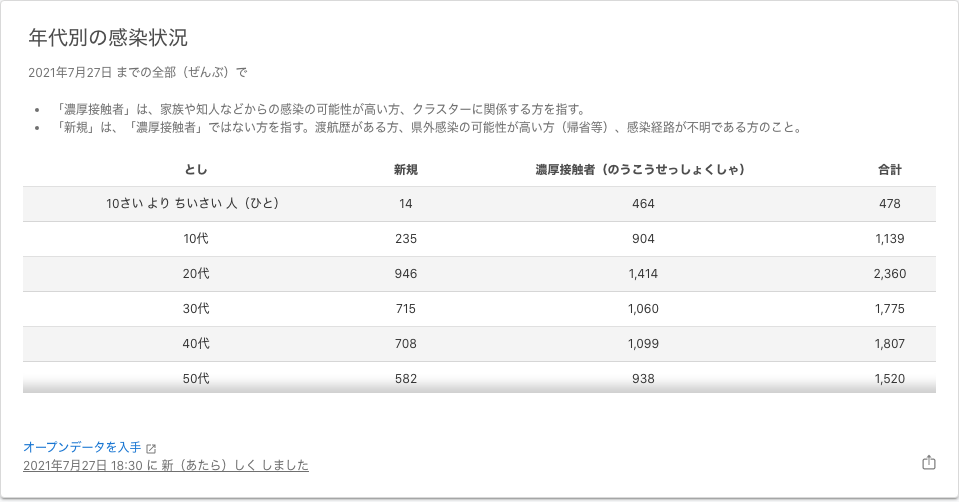 年代別の感染状況
2021年7月27日 までの全部（ぜんぶ）で
• 「濃厚接触者」は、家族や知人などからの感染の可能性が高い方、クラスターに関係する方を指す。
• 「新規」は、「濃厚接触者」ではない方を指す。渡航歴がある方、県外感染の可能性が高い方（帰省等）、感染経路が不明である方のこと。
とし 新規 濃厚接触者（のうこうせっしょくしゃ） 合計
10さい より ちいさい 人（ひと） 14 464 478
10代 235 904 1,139
20代 946 1,414 2,360
30代 715 1,060 1,775
40代 708 1,099 1,807
50代 582 938 1,520
オープンデータを入手
2021年7月27日 18:30 に 新（あたら）しく しました